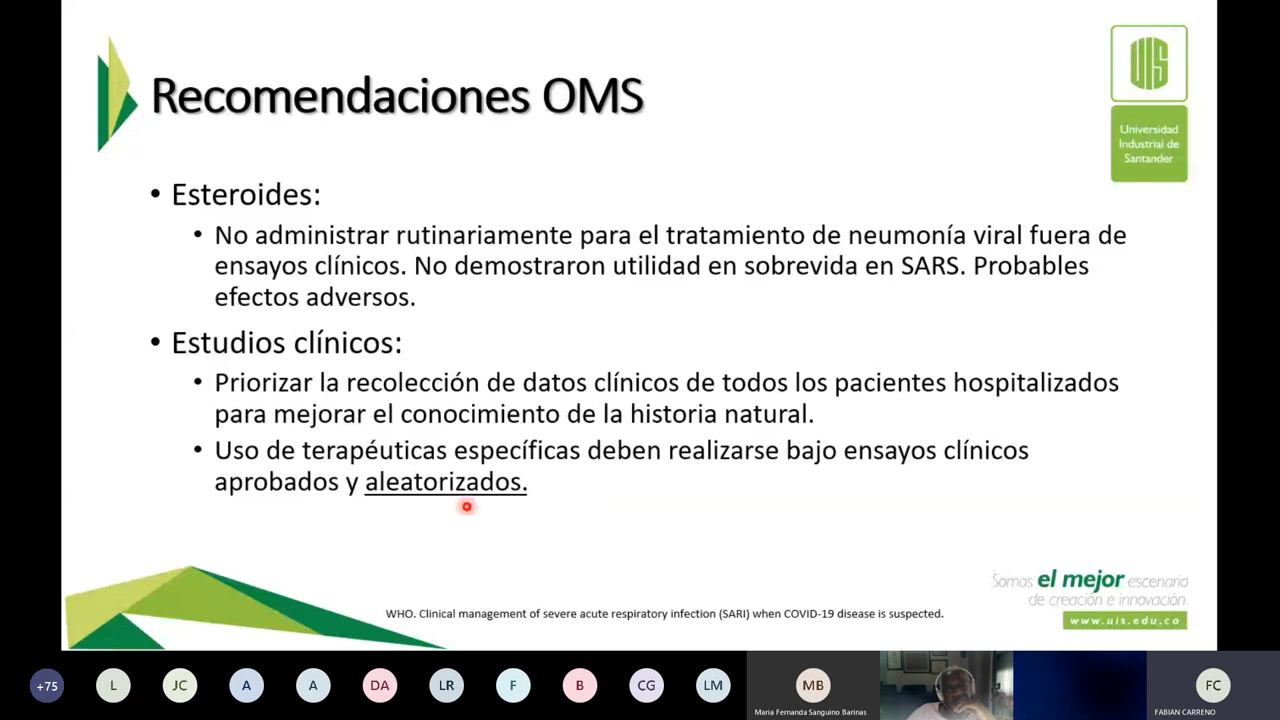 Recomendaciones OMS
UIS
Universidad
Industrial de
Santander
• Esteroides:
• No administrar rutinariamente para el tratamiento de neumonía viral fuera de
ensayos clínicos. No demostraron utilidad en sobrevida en SARS. Probables
efectos adversos.
• Estudios clínicos:
• Priorizar la recolección de datos clínicos de todos los pacientes hospitalizados
para mejorar el conocimiento de la historia natural.
• Uso de terapéuticas específicas deben realizarse bajo ensayos clínicos
aprobados y aleatorizados.
Somos el mejor escenario
de creación e innovación.
www.uis.edu.co
WHO. Clinical management of severe acute respiratory infection (SARI) when COVID-19 disease is suspected.
+75 L JC A A DA LR F B CG LM MB FC
Maria Fernanda Sanguino Barinas
FABIAN CARRENO